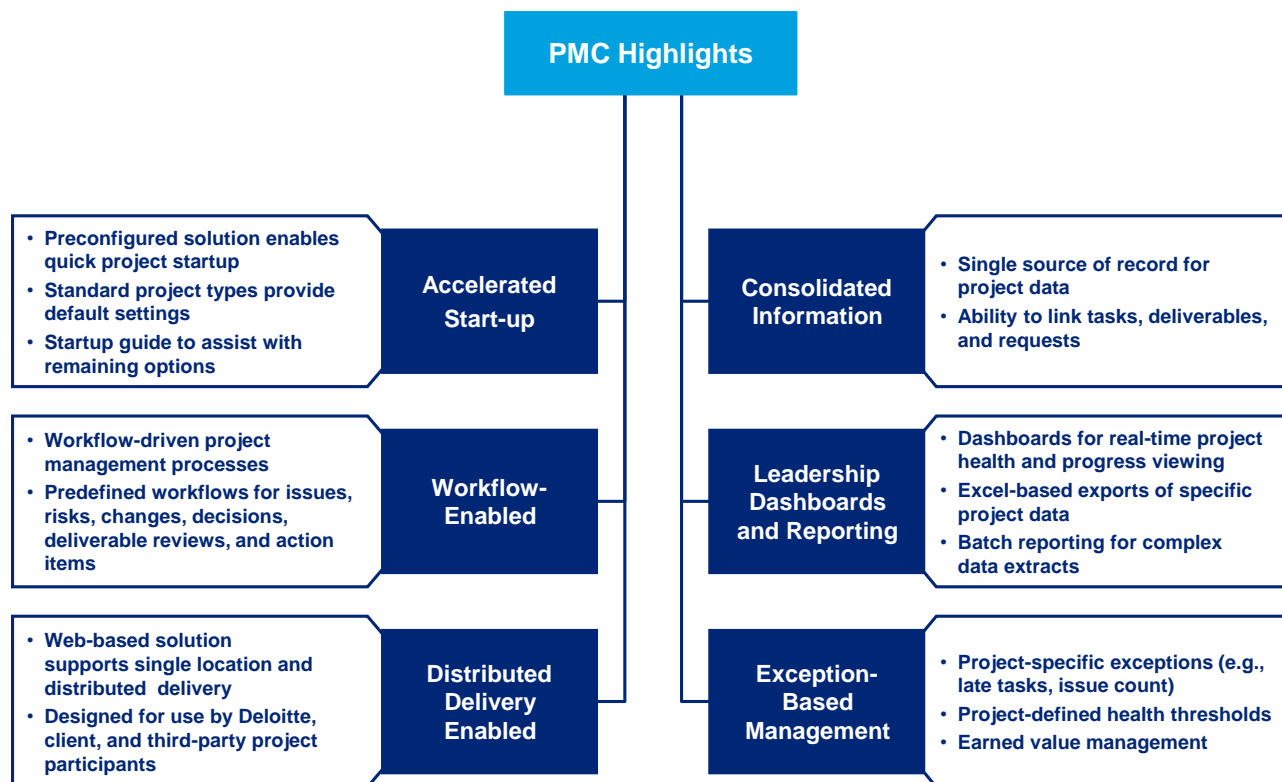 PMC Highlights
• Preconfigured solution enables
quick project startup
• Standard project types provide
default settings
• Startup guide to assist with
remaining options
Accelerated
Start-up
Consolidated
Information
• Single source of record for
project data
• Ability to link tasks, deliverables,
and requests
• Workflow-driven project
management processes
• Predefined workflows for issues,
risks, changes, decisions,
deliverable reviews, and action
items
Workflow-
Enabled
Leadership
Dashboards
and Reporting
• Dashboards for real-time project
health and progress viewing
• Excel-based exports of specific
project data
• Batch reporting for complex
data extracts
• Web-based solution
supports single location and
distributed delivery
• Designed for use by Deloitte,
client, and third-party project
participants
Distributed
Delivery
Enabled
Exception-
Based
Management
• Project-specific exceptions (e.g.,
late tasks, issue count)
• Project-defined health thresholds
• Earned value management